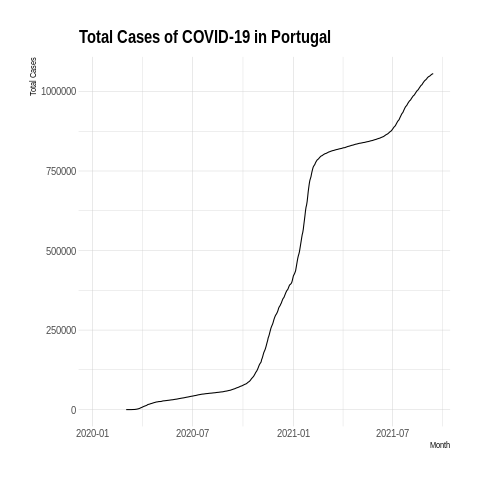 Total Cases of COVID-19 in Portugal
Total Cases
1000000
750000
500000
250000
0
2020-01 2020-07 2021-01 2021-07
Month